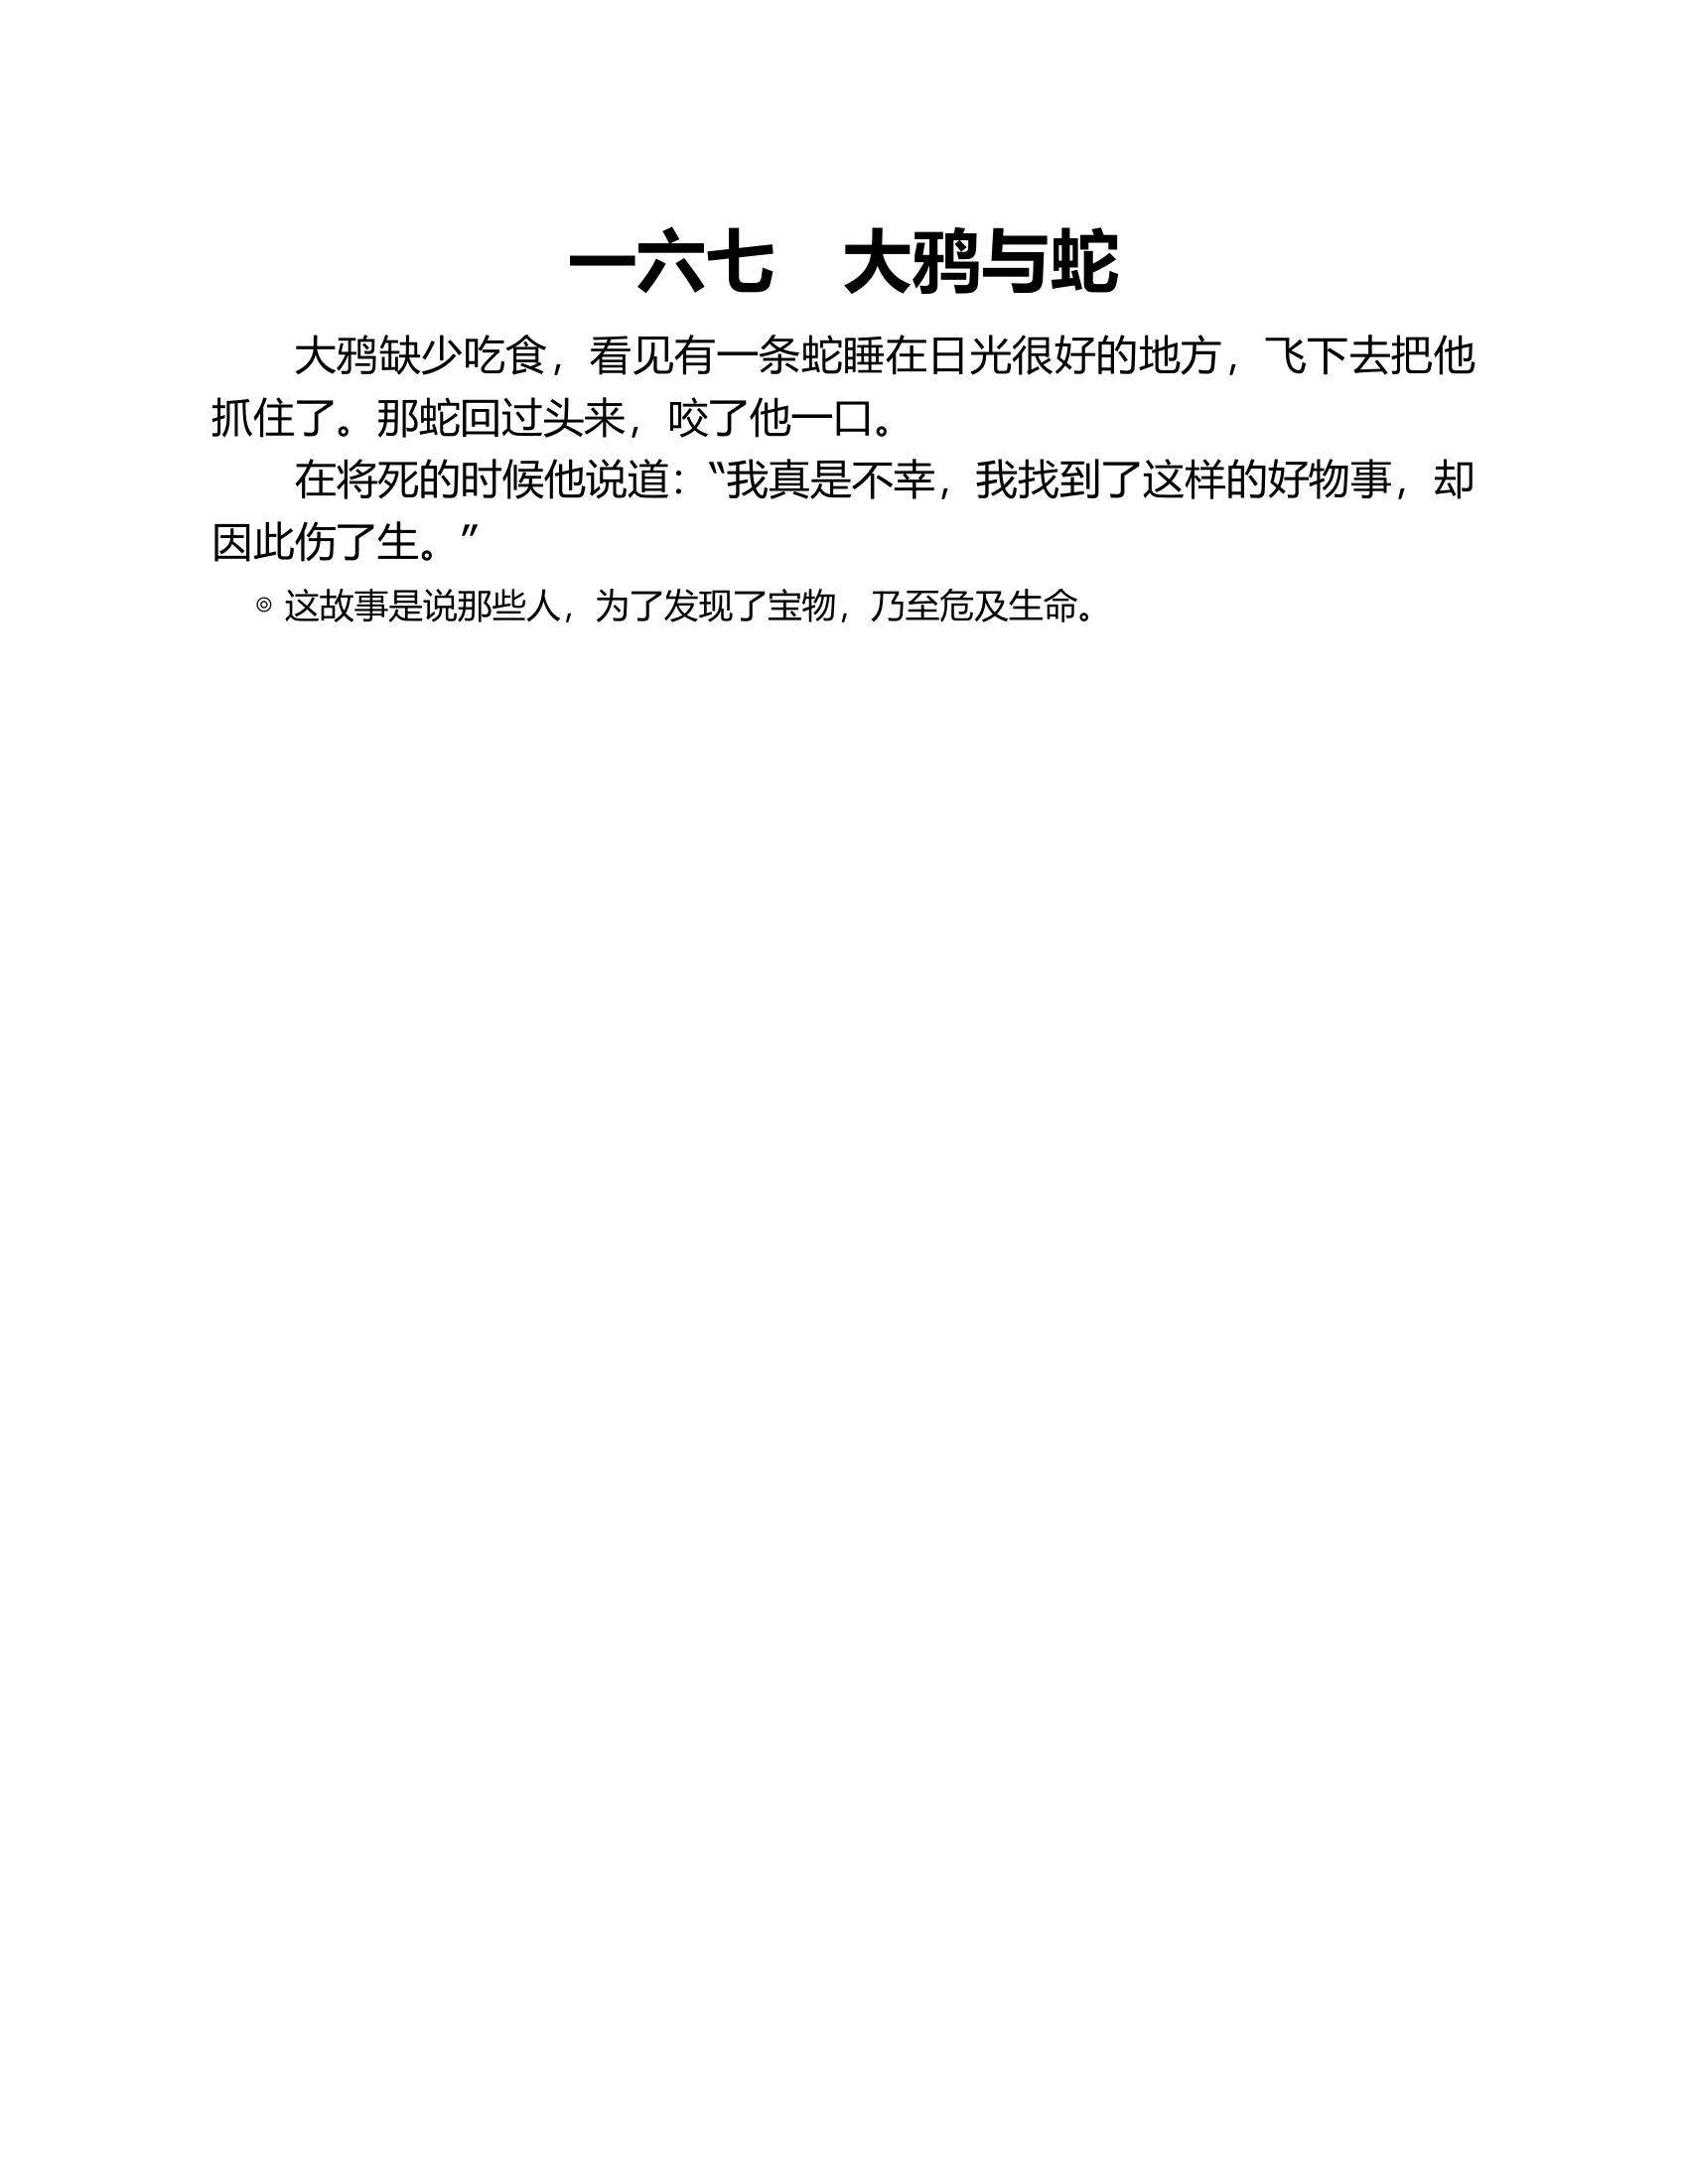 一六七　大鸦与蛇
大鸦缺少吃食，看见有一条蛇睡在日光很好的地方，飞下去把他
抓住了。那蛇回过头来，咬了他一口。
在将死的时候他说道：“我真是不幸，我找到了这样的好物事，却
因此伤了生。”
◎ 这故事是说那些人，为了发现了宝物，乃至危及生命。